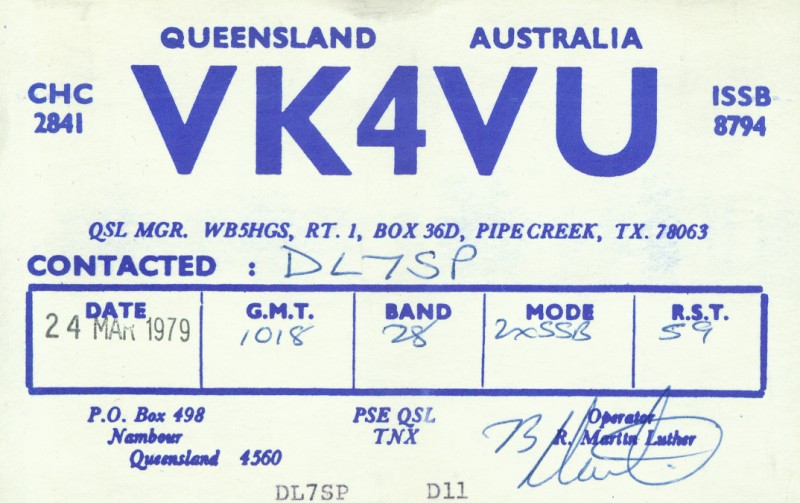 QUEENSLAND AUSTRALIA
CHC 2841 VK4VU ISSB 8794
QSL MGR. WB5HGS, RT. 1, BOX 36D, PIPECREEK, TX. 78063
CONTACTED : DL7SP
DATE G.M.T. BAND MODE R.S.T.
24 MAR 1979 1018 28 2xSSB 59
P.O. Box 498 PSE QSL Operator
Nambour TNX R. Martin Luther
Queensland 4560
DL7SP D11